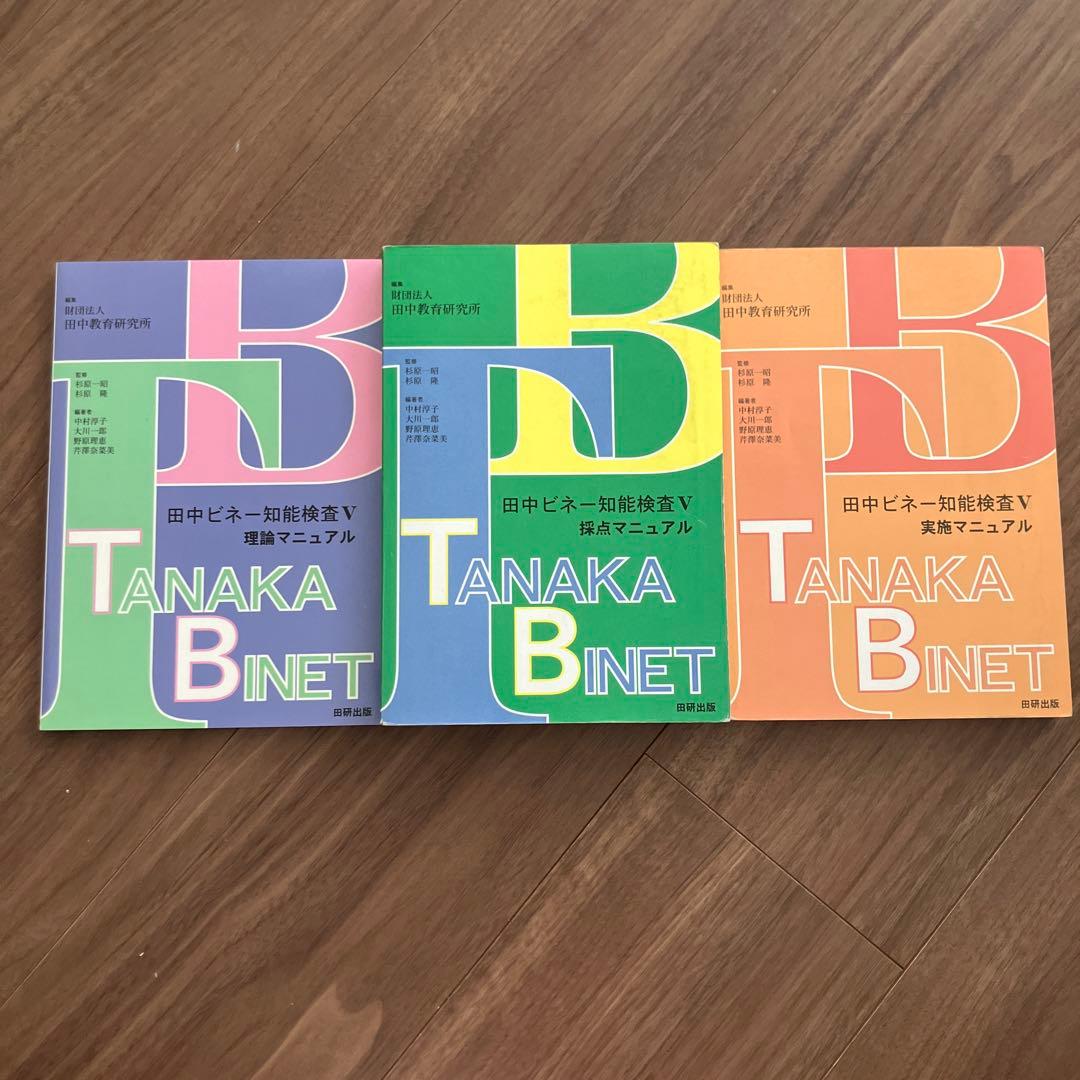 編集
財団法人
田中教育研究所
監修
杉原一昭
杉原 隆
編著者
中村淳子
大川一郎
野原理恵
芹澤奈菜美
田中ビネー知能検査V
理論マニュアル
TANAKA
BINET
田研出版
編集
財団法人
田中教育研究所
監修
杉原一昭
杉原 隆
編著者
中村淳子
大川一郎
野原理恵
芹澤奈菜美
田中ビネー知能検査V
採点マニュアル
TANAKA
BINET
田研出版
編集
財団法人
田中教育研究所
監修
杉原一昭
杉原 隆
編著者
中村淳子
大川一郎
野原理恵
芹澤奈菜美
田中ビネー知能検査V
実施マニュアル
TANAKA
BINET
田研出版